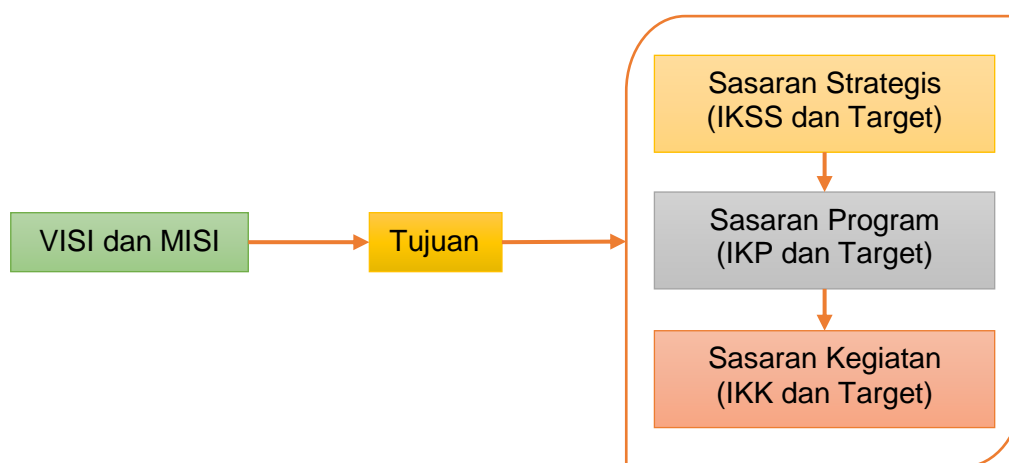 VISI dan MISI
Tujuan
Sasaran Strategis
(IKSS dan Target)
Sasaran Program
(IKP dan Target)
Sasaran Kegiatan
(IKK dan Target)